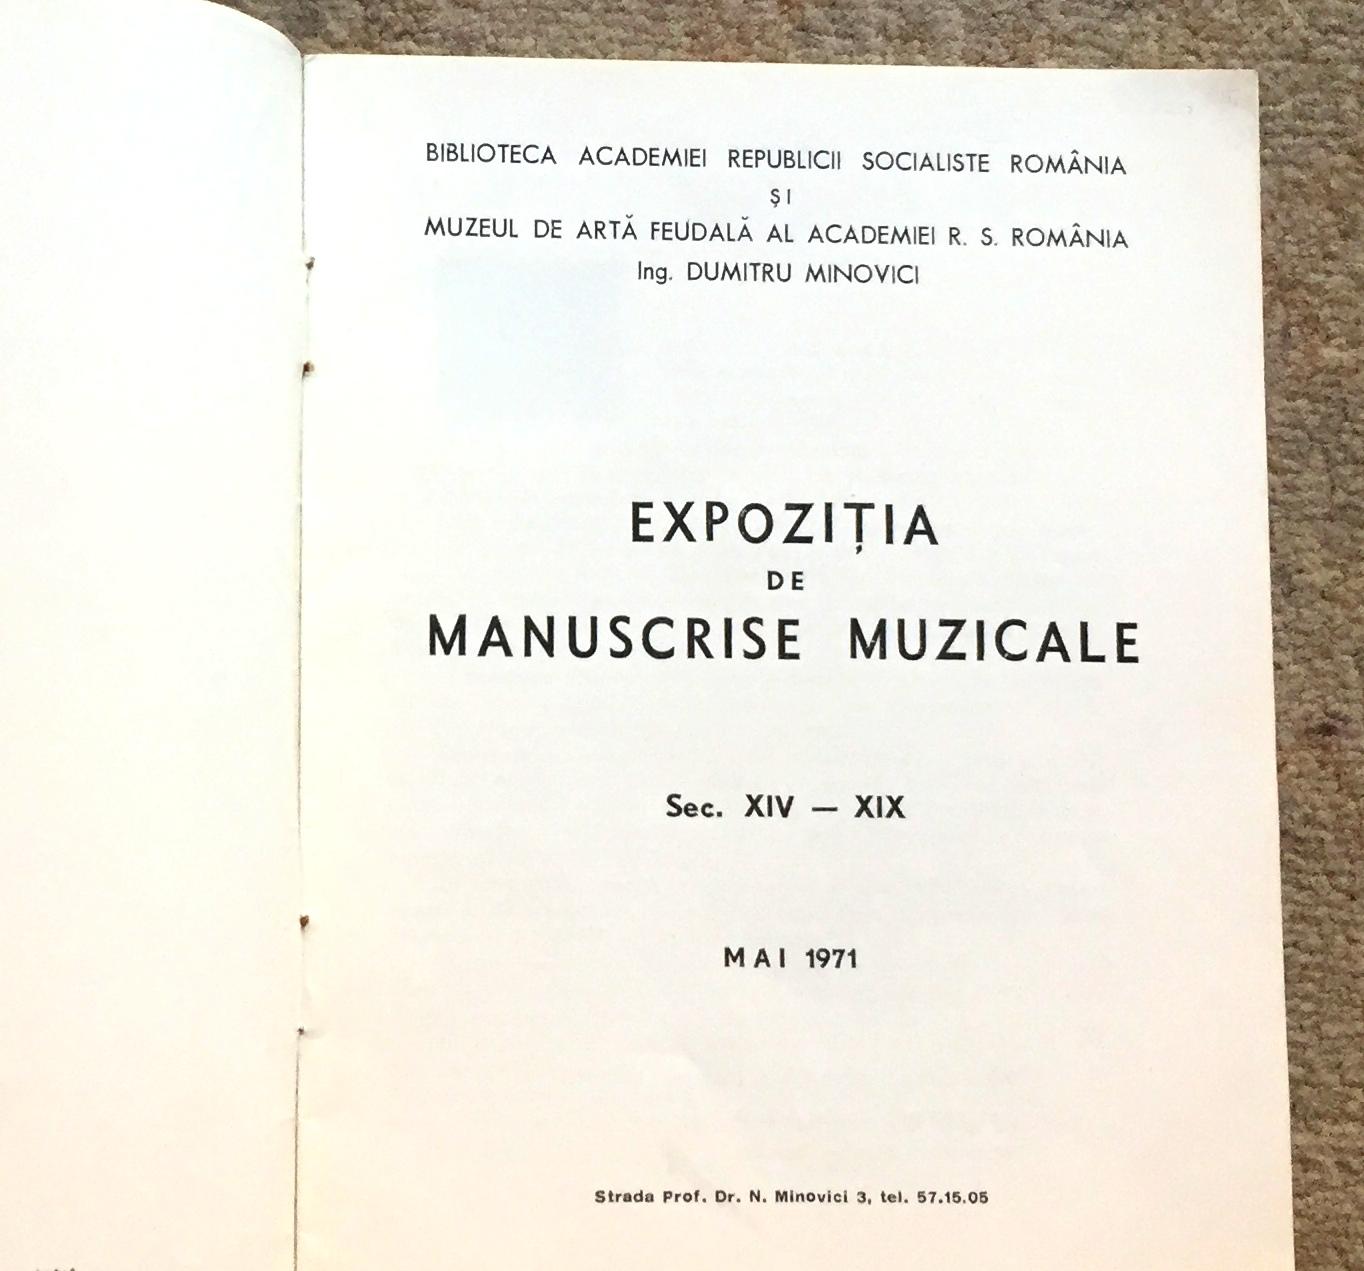 BIBLIOTECA ACADEMIEI REPUBLICII SOCIALISTE ROMÂNIA
ȘI
MUZEUL DE ARTĂ FEUDALĂ AL ACADEMIEI R. S. ROMÂNIA
Ing. DUMITRU MINOVICI
EXPOZIȚIA
DE
MANUSCRISE MUZICALE
Sec. XIV — XIX
MAI 1971
Strada Prof. Dr. N. Minovici 3, tel. 57.15.05